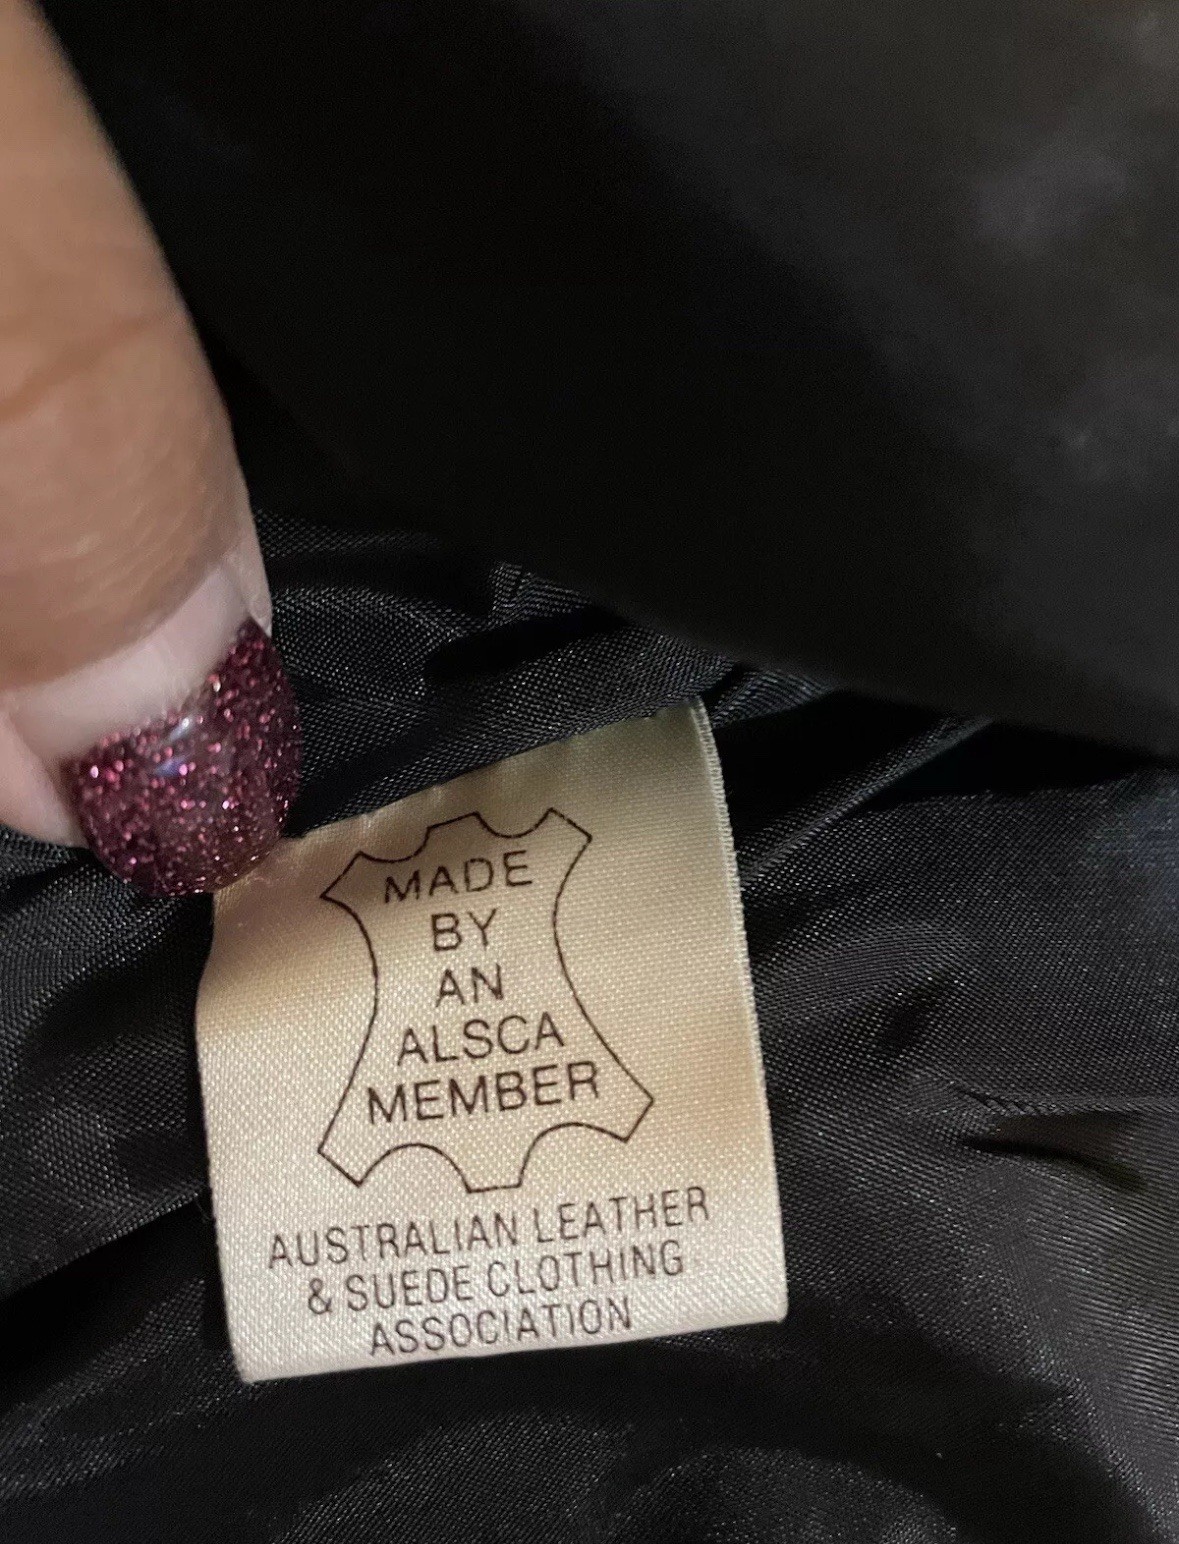 MADE
BY
AN
ALSCA
MEMBER
AUSTRALIAN LEATHER
& SUEDE CLOTHING
ASSOCIATION